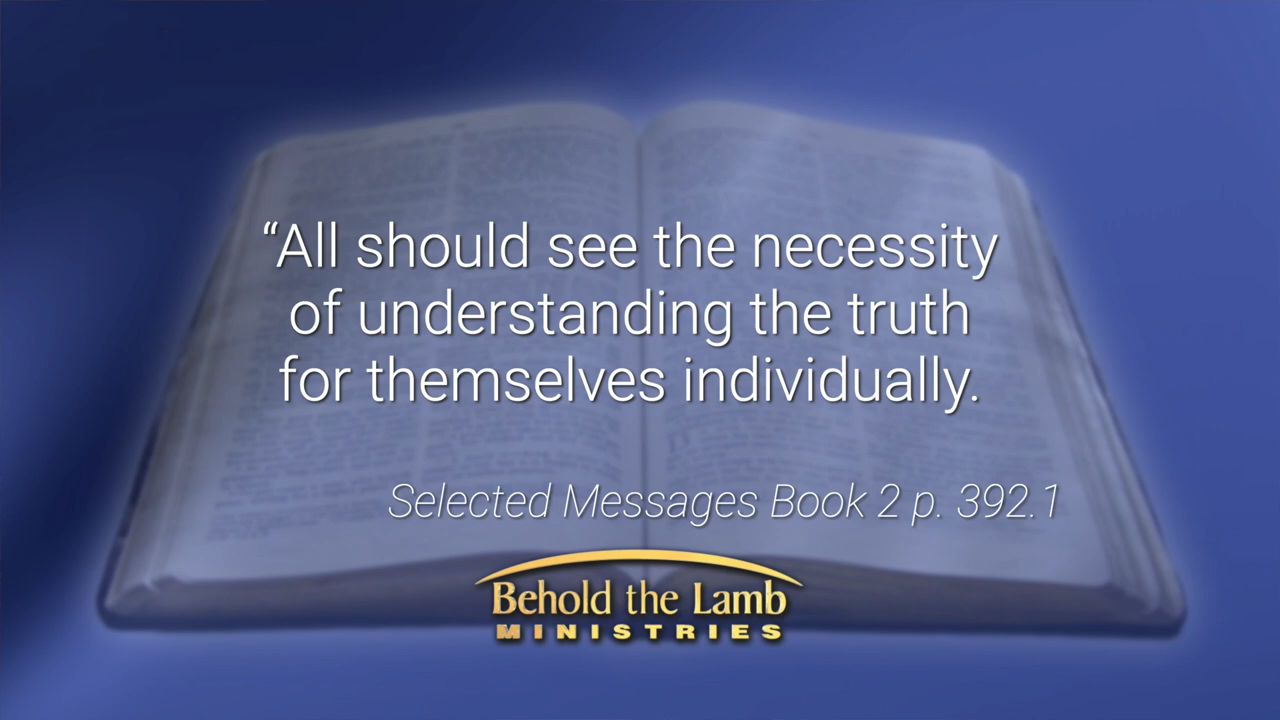 “All should see the necessity
of understanding the truth
for themselves individually.
Selected Messages Book 2 p. 392.1
Behold the Lamb
MINISTRIES